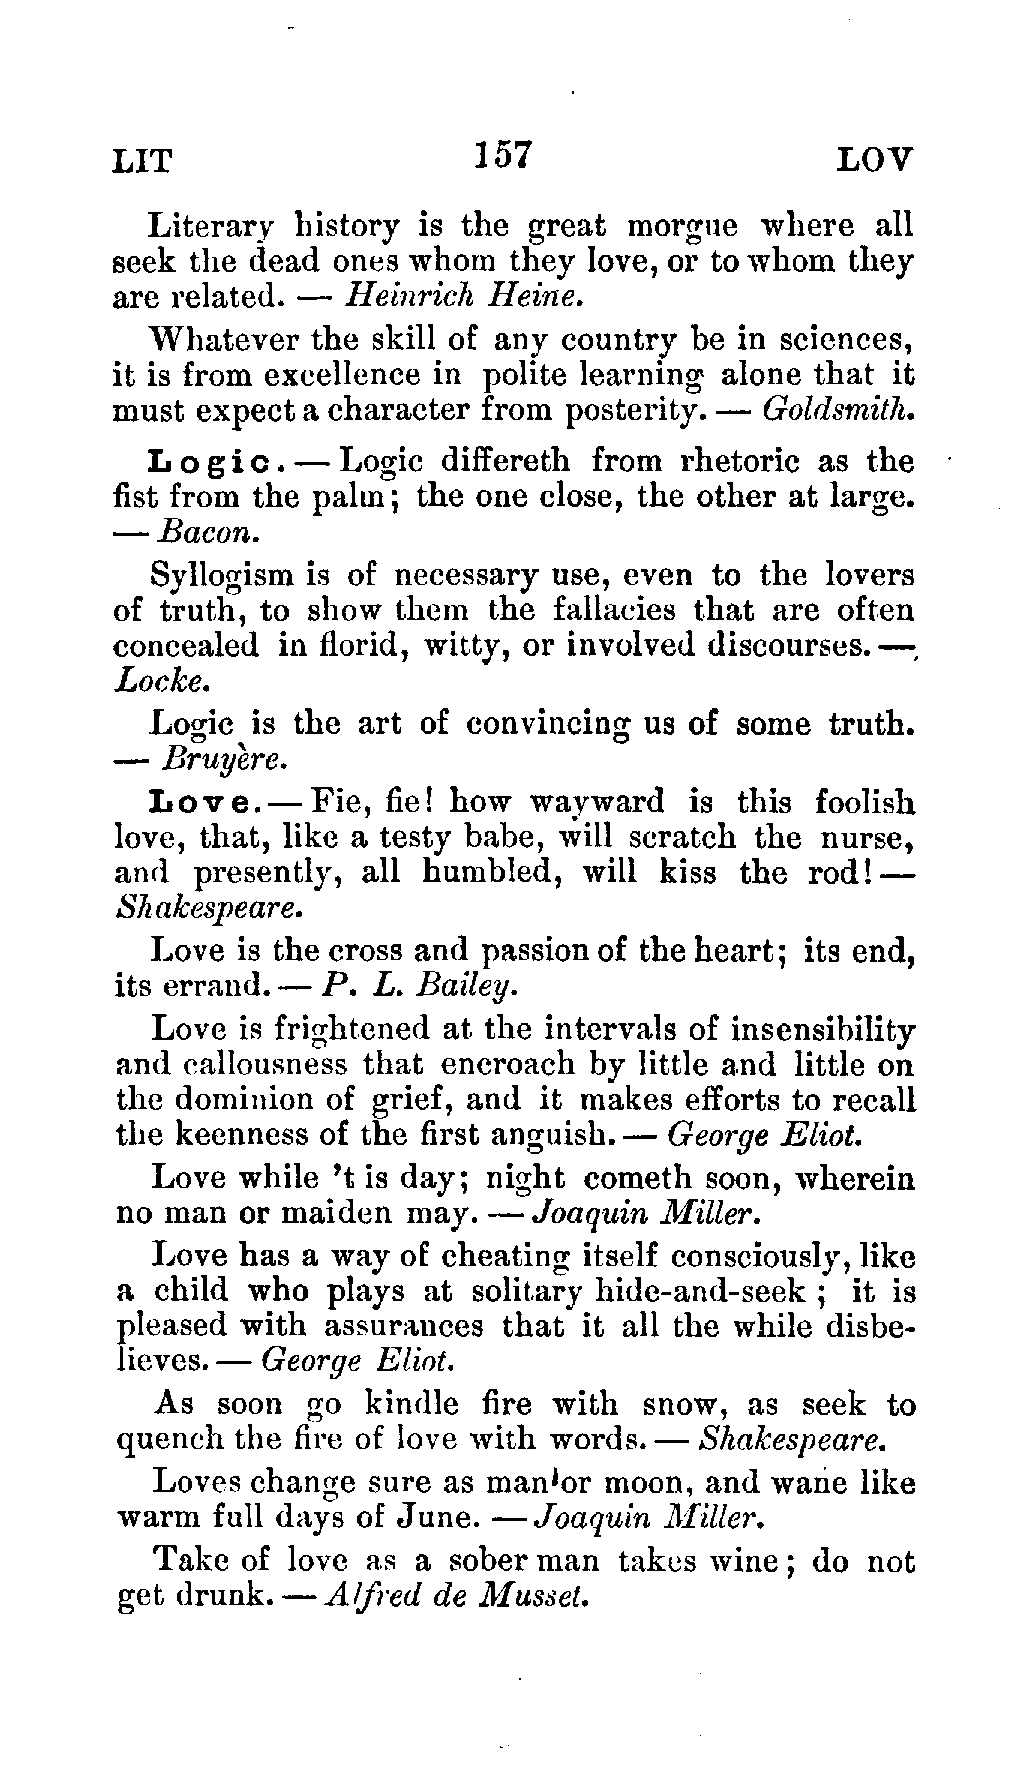 LIT 157 LOV
Literary history is the great morgue where all
seek the dead ones whom they love, or to whom they
are related. — Heinrich Heine.
Whatever the skill of any country be in sciences,
it is from excellence in polite learning alone that it
must expect a character from posterity. — Goldsmith.
Logic. — Logic differeth from rhetoric as the
fist from the palm; the one close, the other at large.
— Bacon.
Syllogism is of necessary use, even to the lovers
of truth, to show them the fallacies that are often
concealed in florid, witty, or involved discourses. —
Locke.
Logic is the art of convincing us of some truth.
— Bruyère.
Love. — Fie, fie! how wayward is this foolish
love, that, like a testy babe, will scratch the nurse,
and presently, all humbled, will kiss the rod! —
Shakespeare.
Love is the cross and passion of the heart; its end,
its errand. — P. L. Bailey.
Love is frightened at the intervals of insensibility
and callousness that encroach by little and little on
the dominion of grief, and it makes efforts to recall
the keenness of the first anguish. — George Eliot.
Love while 't is day; night cometh soon, wherein
no man or maiden may. — Joaquin Miller.
Love has a way of cheating itself consciously, like
a child who plays at solitary hide-and-seek ; it is
pleased with assurances that it all the while disbe-
lieves. — George Eliot.
As soon go kindle fire with snow, as seek to
quench the fire of love with words. — Shakespeare.
Loves change sure as man or moon, and wane like
warm full days of June. — Joaquin Miller.
Take of love as a sober man takes wine ; do not
get drunk. — Alfred de Musset.